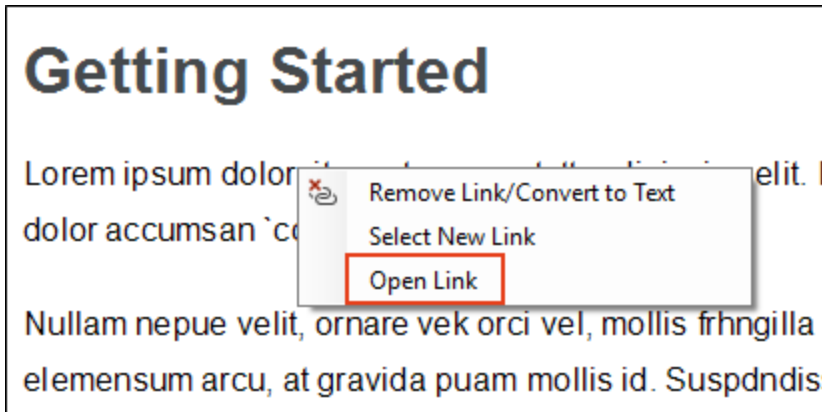 Getting Started
Lorem ipsum dolor elit.
dolor accumsan
Remove Link/Convert to Text
Select New Link
Open Link
Nullam nepue velit, ornare vek orci vel, mollis frhngilla
elemensum arcu, at gravida puam mollis id. Suspdndis